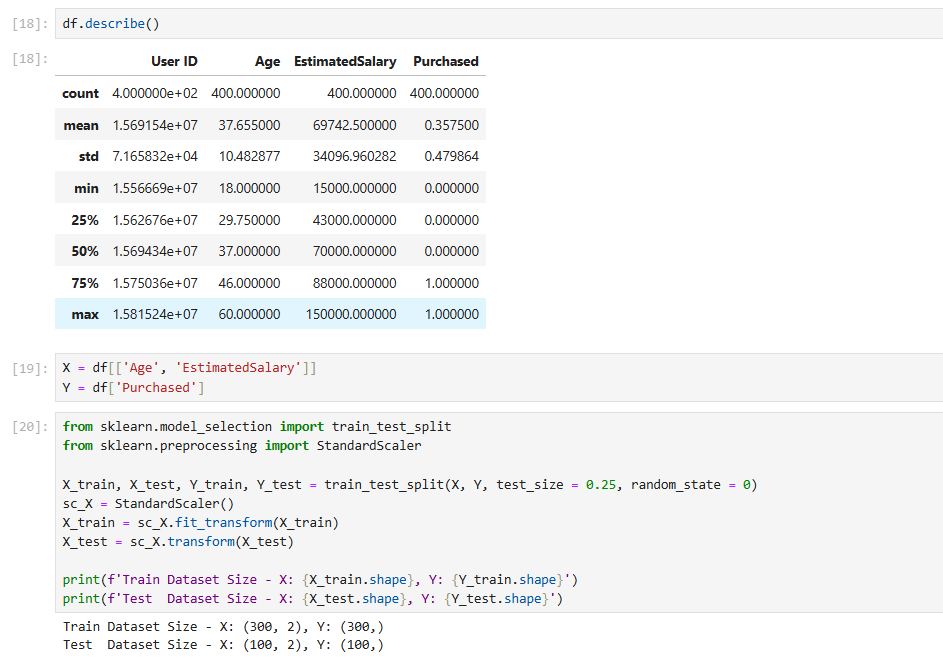 [18]: df.describe()
[18]: User ID Age EstimatedSalary Purchased
count 4.000000e+02 400.000000 400.000000 400.000000
mean 1.569154e+07 37.655000 69742.500000 0.357500
std 7.165832e+04 10.482877 34096.960282 0.479864
min 1.556669e+07 18.000000 15000.000000 0.000000
25% 1.562676e+07 29.750000 43000.000000 0.000000
50% 1.569434e+07 37.000000 70000.000000 0.000000
75% 1.575036e+07 46.000000 88000.000000 1.000000
max 1.581524e+07 60.000000 150000.000000 1.000000
[19]: X = df[['Age', 'EstimatedSalary']]
Y = df['Purchased']
[20]: from sklearn.model_selection import train_test_split
from sklearn.preprocessing import StandardScaler
X_train, X_test, Y_train, Y_test = train_test_split(X, Y, test_size = 0.25, random_state = 0)
sc_X = StandardScaler()
X_train = sc_X.fit_transform(X_train)
X_test = sc_X.transform(X_test)
print(f'Train Dataset Size - X: {X_train.shape}, Y: {Y_train.shape}')
print(f'Test  Dataset Size - X: {X_test.shape}, Y: {Y_test.shape}')
Train Dataset Size - X: (300, 2), Y: (300,)
Test  Dataset Size - X: (100, 2), Y: (100,)